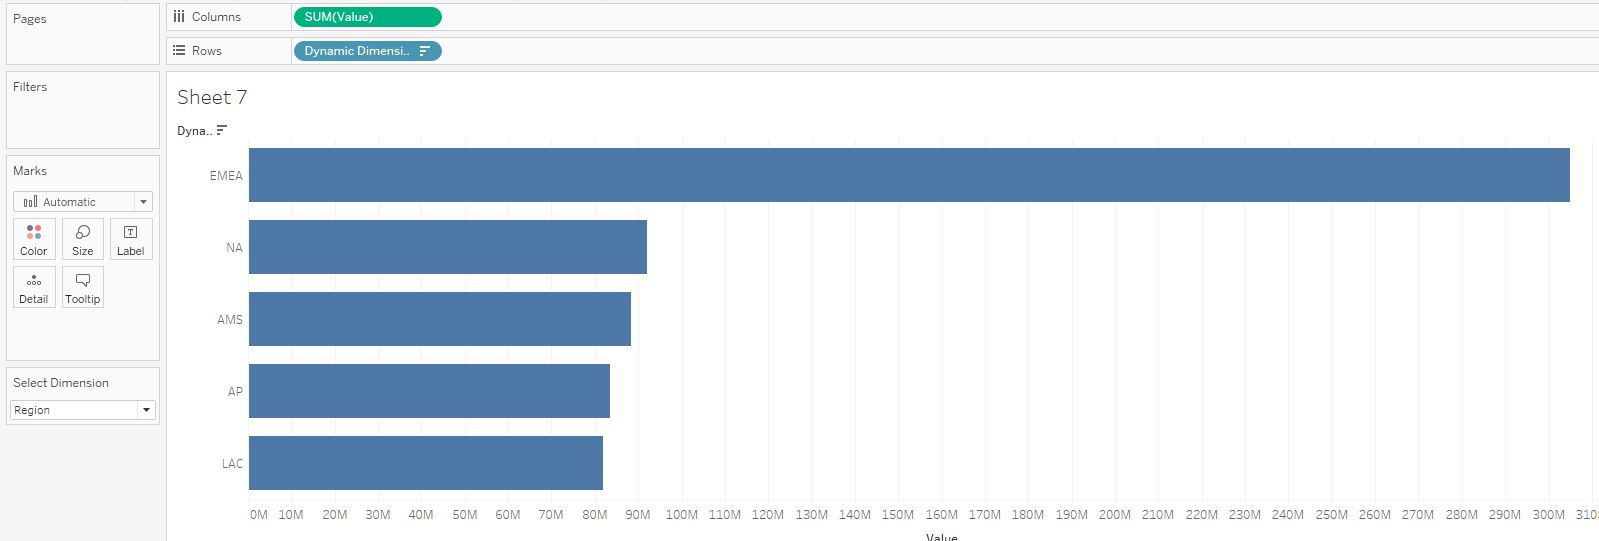 Pages
Columns
SUM(Value)
Rows
Dynamic Dimensi..
Filters
Sheet 7
Dyna..
Marks
Automatic
Color Size Label
Detail Tooltip
Select Dimension
Region
EMEA
NA
AMS
AP
LAC
0M 10M 20M 30M 40M 50M 60M 70M 80M 90M 100M 110M 120M 130M 140M 150M 160M 170M 180M 190M 200M 210M 220M 230M 240M 250M 260M 270M 280M 290M 300M 310
Value